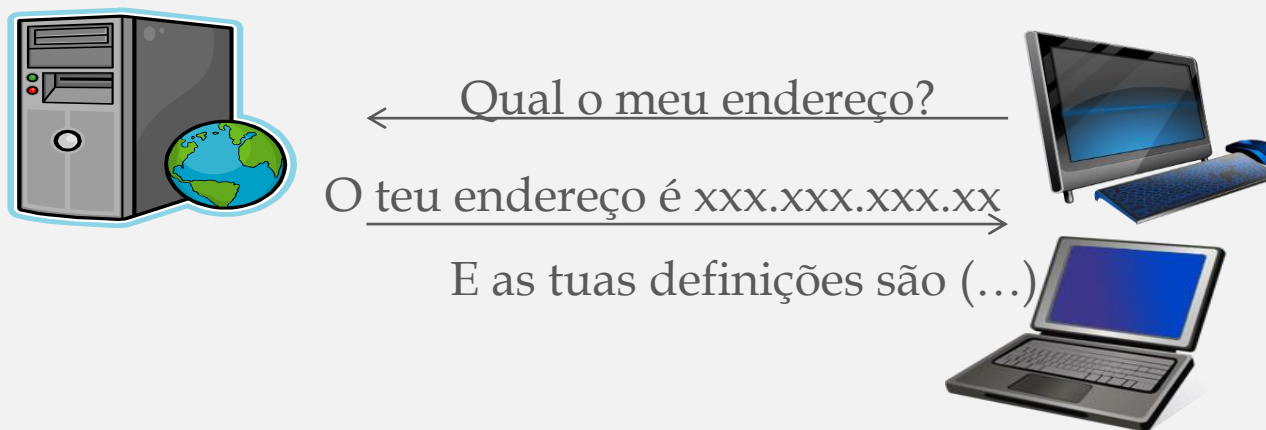 Qual o meu endereço?
O teu endereço é xxx.xxx.xxx.xx
E as tuas definições são (…)